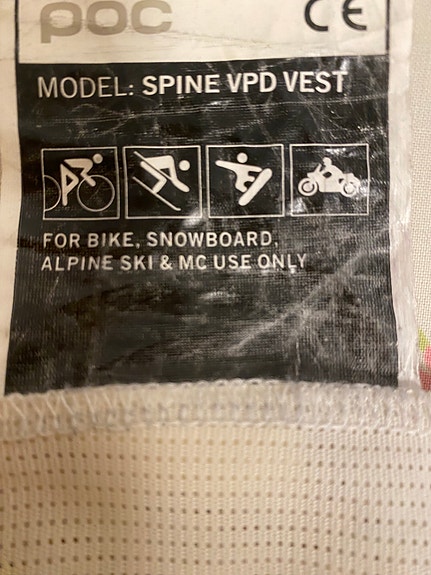 poc CE
MODEL: SPINE VPD VEST
FOR BIKE, SNOWBOARD,
ALPINE SKI & MC USE ONLY